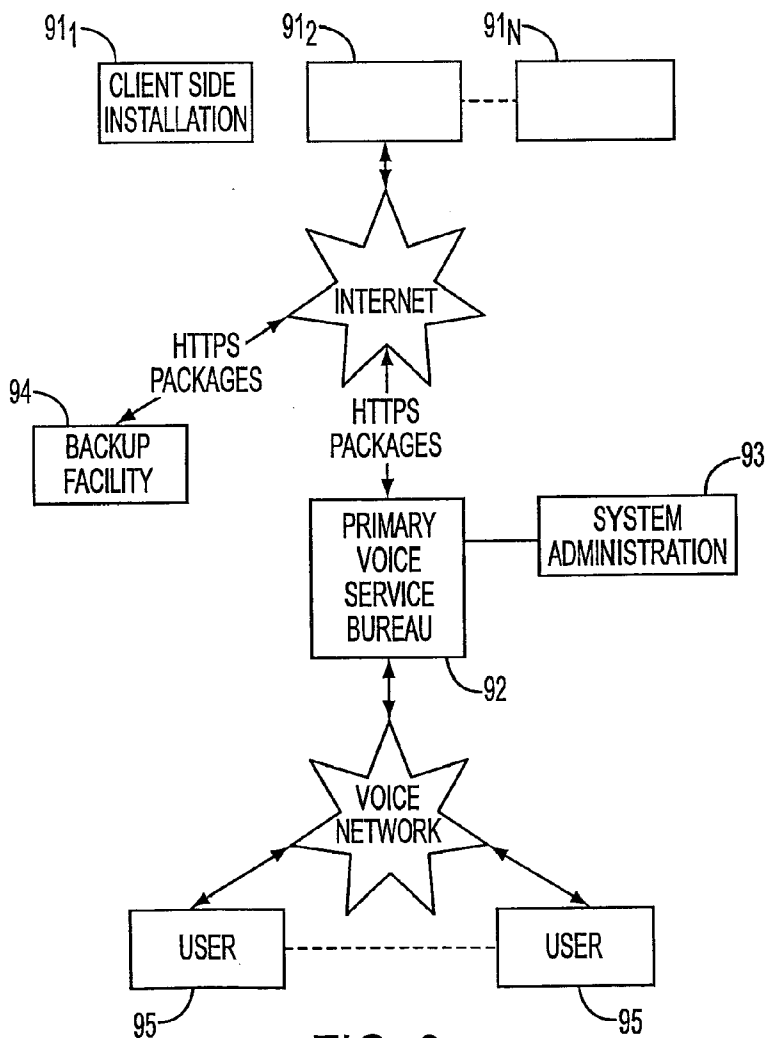 91₁
91₂
91N
CLIENT SIDE
INSTALLATION
INTERNET
HTTPS
PACKAGES
94
BACKUP
FACILITY
HTTPS
PACKAGES
93
SYSTEM
ADMINISTRATION
PRIMARY
VOICE
SERVICE
BUREAU
92
VOICE
NETWORK
USER
USER
95
95